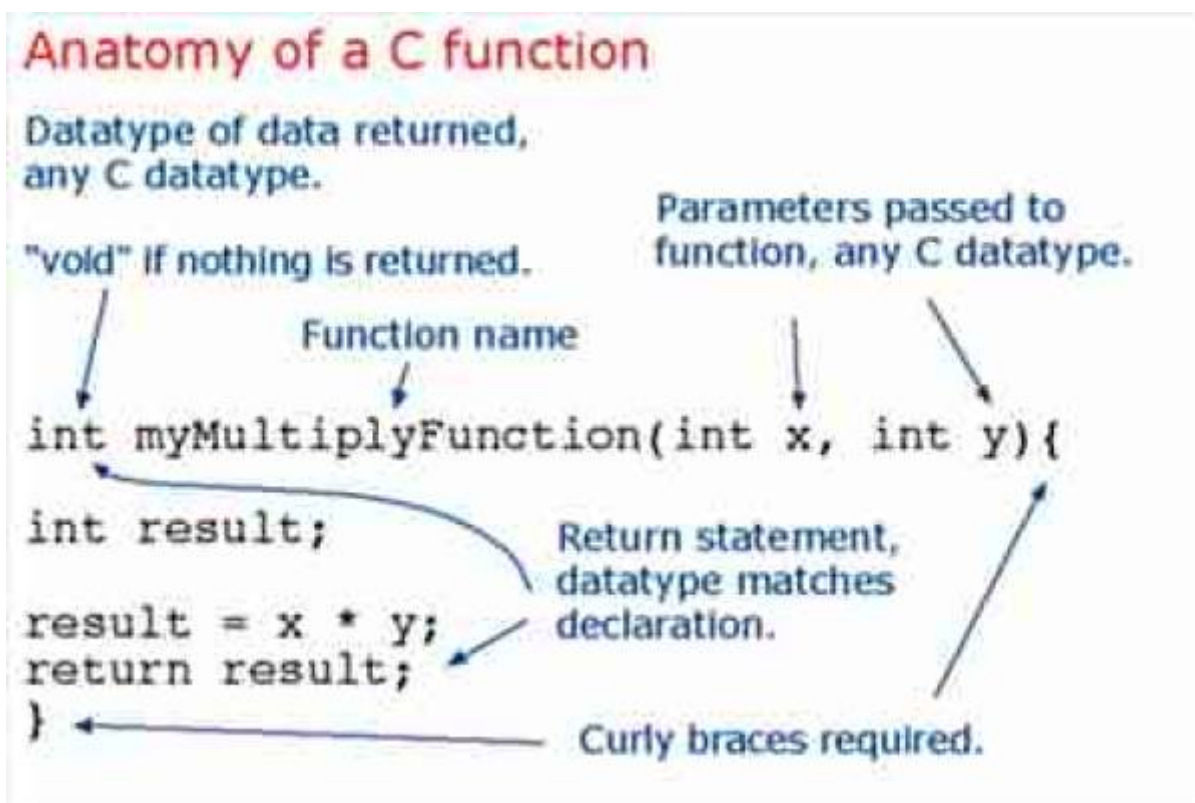 Anatomy of a C function
Datatype of data returned,
any C datatype.
Parameters passed to
function, any C datatype.
"void" if nothing is returned.
Function name
int myMultiplyFunction(int x, int y){
int result;
Return statement,
datatype matches
declaration.
result = x * y;
return result;
}
Curly braces required.